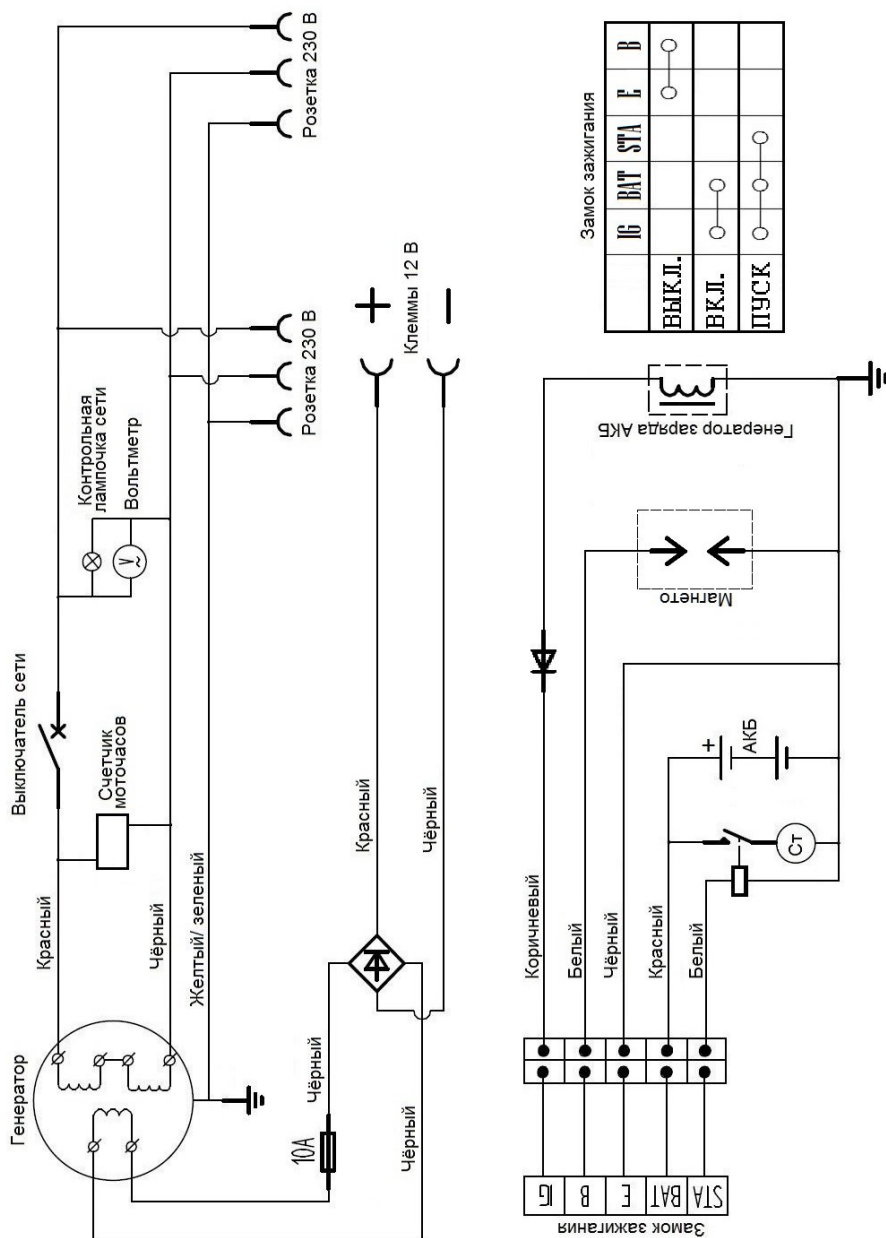 Генератор
Красный
Чёрный
Желтый/ зеленый
Счетчик
моточасов
Выключатель сети
Контрольная
лампочка сети
Вольтметр
V~
Розетка 230 В
Розетка 230 В
10А
Чёрный
Чёрный
Красный
Чёрный
+
Клеммы 12 В
−
Замок зажигания
IG
B
E
BAT
STA
Коричневый
Белый
Чёрный
Красный
Белый
Ст
+
АКБ
Магнето
Генератор заряда АКБ
Замок зажигания
IG BAT STA E B
ВЫКЛ.
ВКЛ.
ПУСК